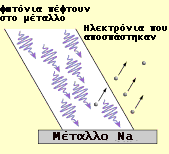 φωτόνια πέφτουν
στο μέταλλο
Ηλεκτρόνια που
αποσπάστηκαν
Μέταλλο Na